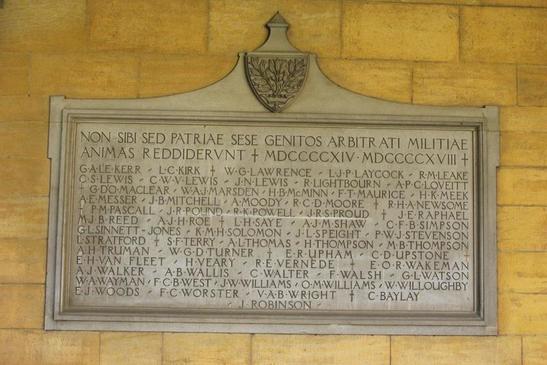 NON SIBI SED PATRIAE SESE GENITOS ARBITRATI MILITIAE
ANIMAS REDDIDERVNT † MDCCCCXIV · MDCCCCXVIII †
G·A·LE·KERR · L·C·KIRK † W·G·LAWRENCE · L·J·P·LAYCOCK · R·M·LEAKE
C·S·LEWIS · C·W·V·LEWIS · J·N·LEWIS · R·LIGHTBOURN · A·P·C·LOVEITT
† G·DO·MACLEAR · W·A·J·MARSDEN · H·B·McMINN · F·T·MAURICE · H·K·MEEK
A·E·MESSER · J·B·MITCHELL · A·MOODY · R·C·D·MOORE † R·H·A·NEWSOME
† P·M·PASCALL · J·R·POUND · R·K·POWELL · J·R·S·PROUD † J·E·RAPHAEL
M·J·B·REED · A·J·H·ROE † L·H·SAYE · A·J·M·SHAW † C·F·B·SIMPSON
G·L·SINNETT-JONES · K·M·H·SOLOMON · J·L·SPEIGHT · P·W·J·STEVENSON
L·STRATFORD † S·F·TERRY · A·L·THOMAS · H·THOMPSON · M·B·THOMPSON
A·H·TRUMAN † W·G·D·TURNER † E·R·UPHAM · C·D·UPSTONE
E·H·VAN FLEET † H·VEARY · R·E·VERNÈDE † E·O·R·WAKEMAN
A·J·WALKER · A·B·WALLIS · C·WALTER · F·WALSH · G·L·WATSON
W·A·WAYMAN · F·C·B·WEST · J·W·WILLIAMS · O·M·WILLIAMS · W·WILLOUGHBY
E·J·WOODS · F·C·WORSTER · V·A·B·WRIGHT † C·BAYLAY
J·ROBINSON ·